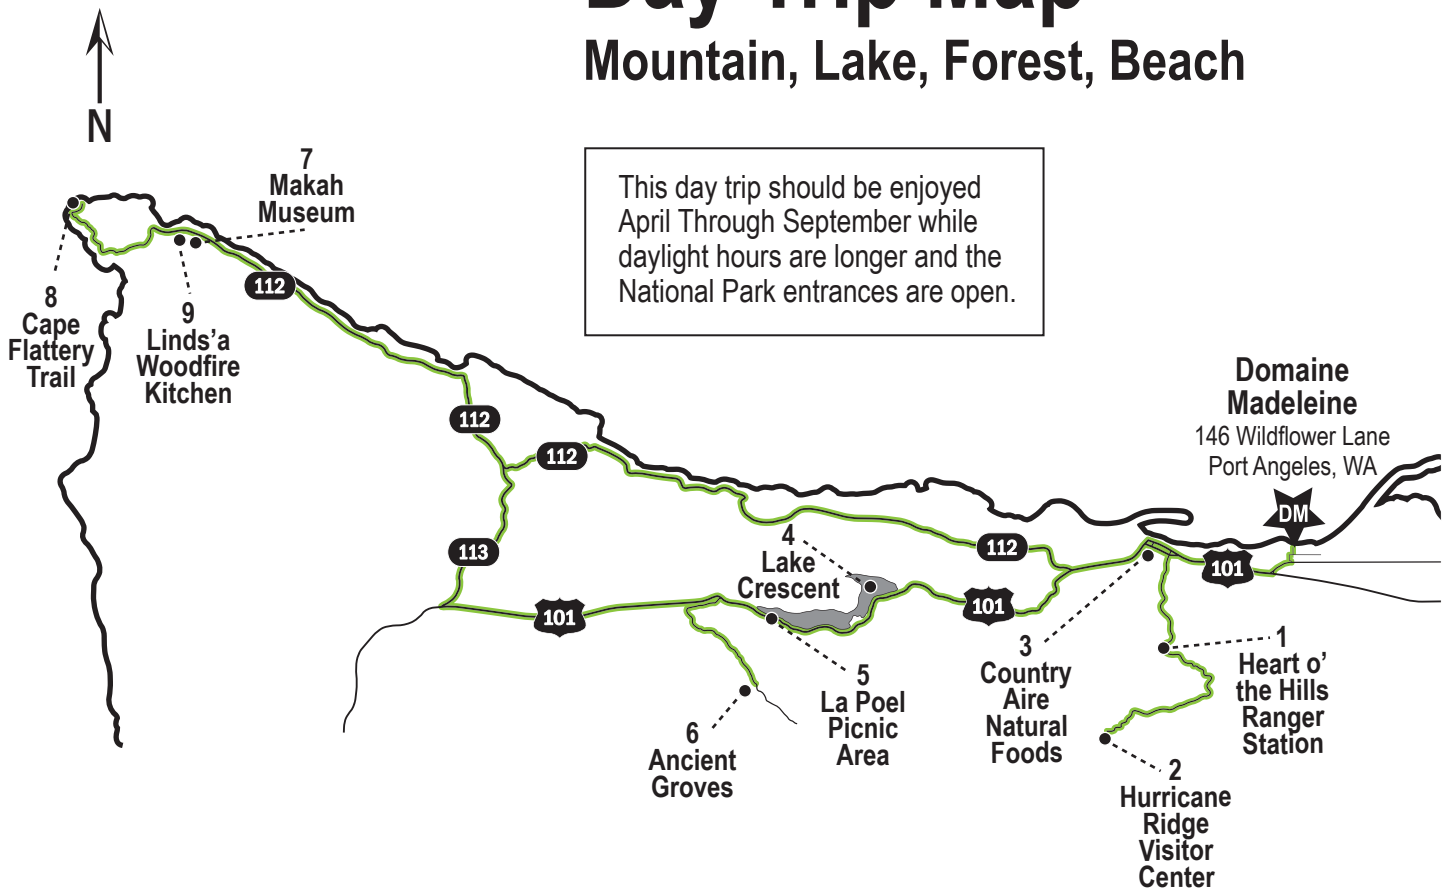 Day Trip Map
Mountain, Lake, Forest, Beach
N
This day trip should be enjoyed
April Through September while
daylight hours are longer and the
National Park entrances are open.
7
Makah
Museum
8
Cape
Flattery
Trail
9
Linds’a
Woodfire
Kitchen
112
112
112
113
101
112
101
101
Domaine
Madeleine
146 Wildflower Lane
Port Angeles, WA
DM
4
Lake
Crescent
5
La Poel
Picnic
Area
6
Ancient
Groves
3
Country
Aire
Natural
Foods
1
Heart o’
the Hills
Ranger
Station
2
Hurricane
Ridge
Visitor
Center